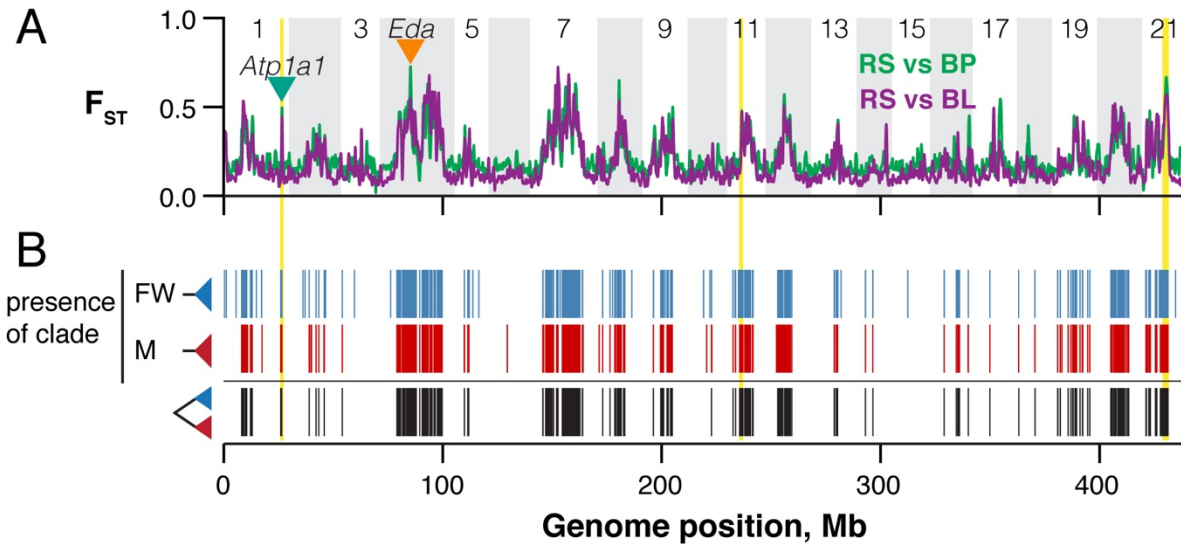 A
1.0
0.5
0.0
F_ST
1 3 5 7 9 11 13 15 17 19 21
Atp1a1
Eda
RS vs BP
RS vs BL
B
presence
of clade
FW
M
0 100 200 300 400
Genome position, Mb